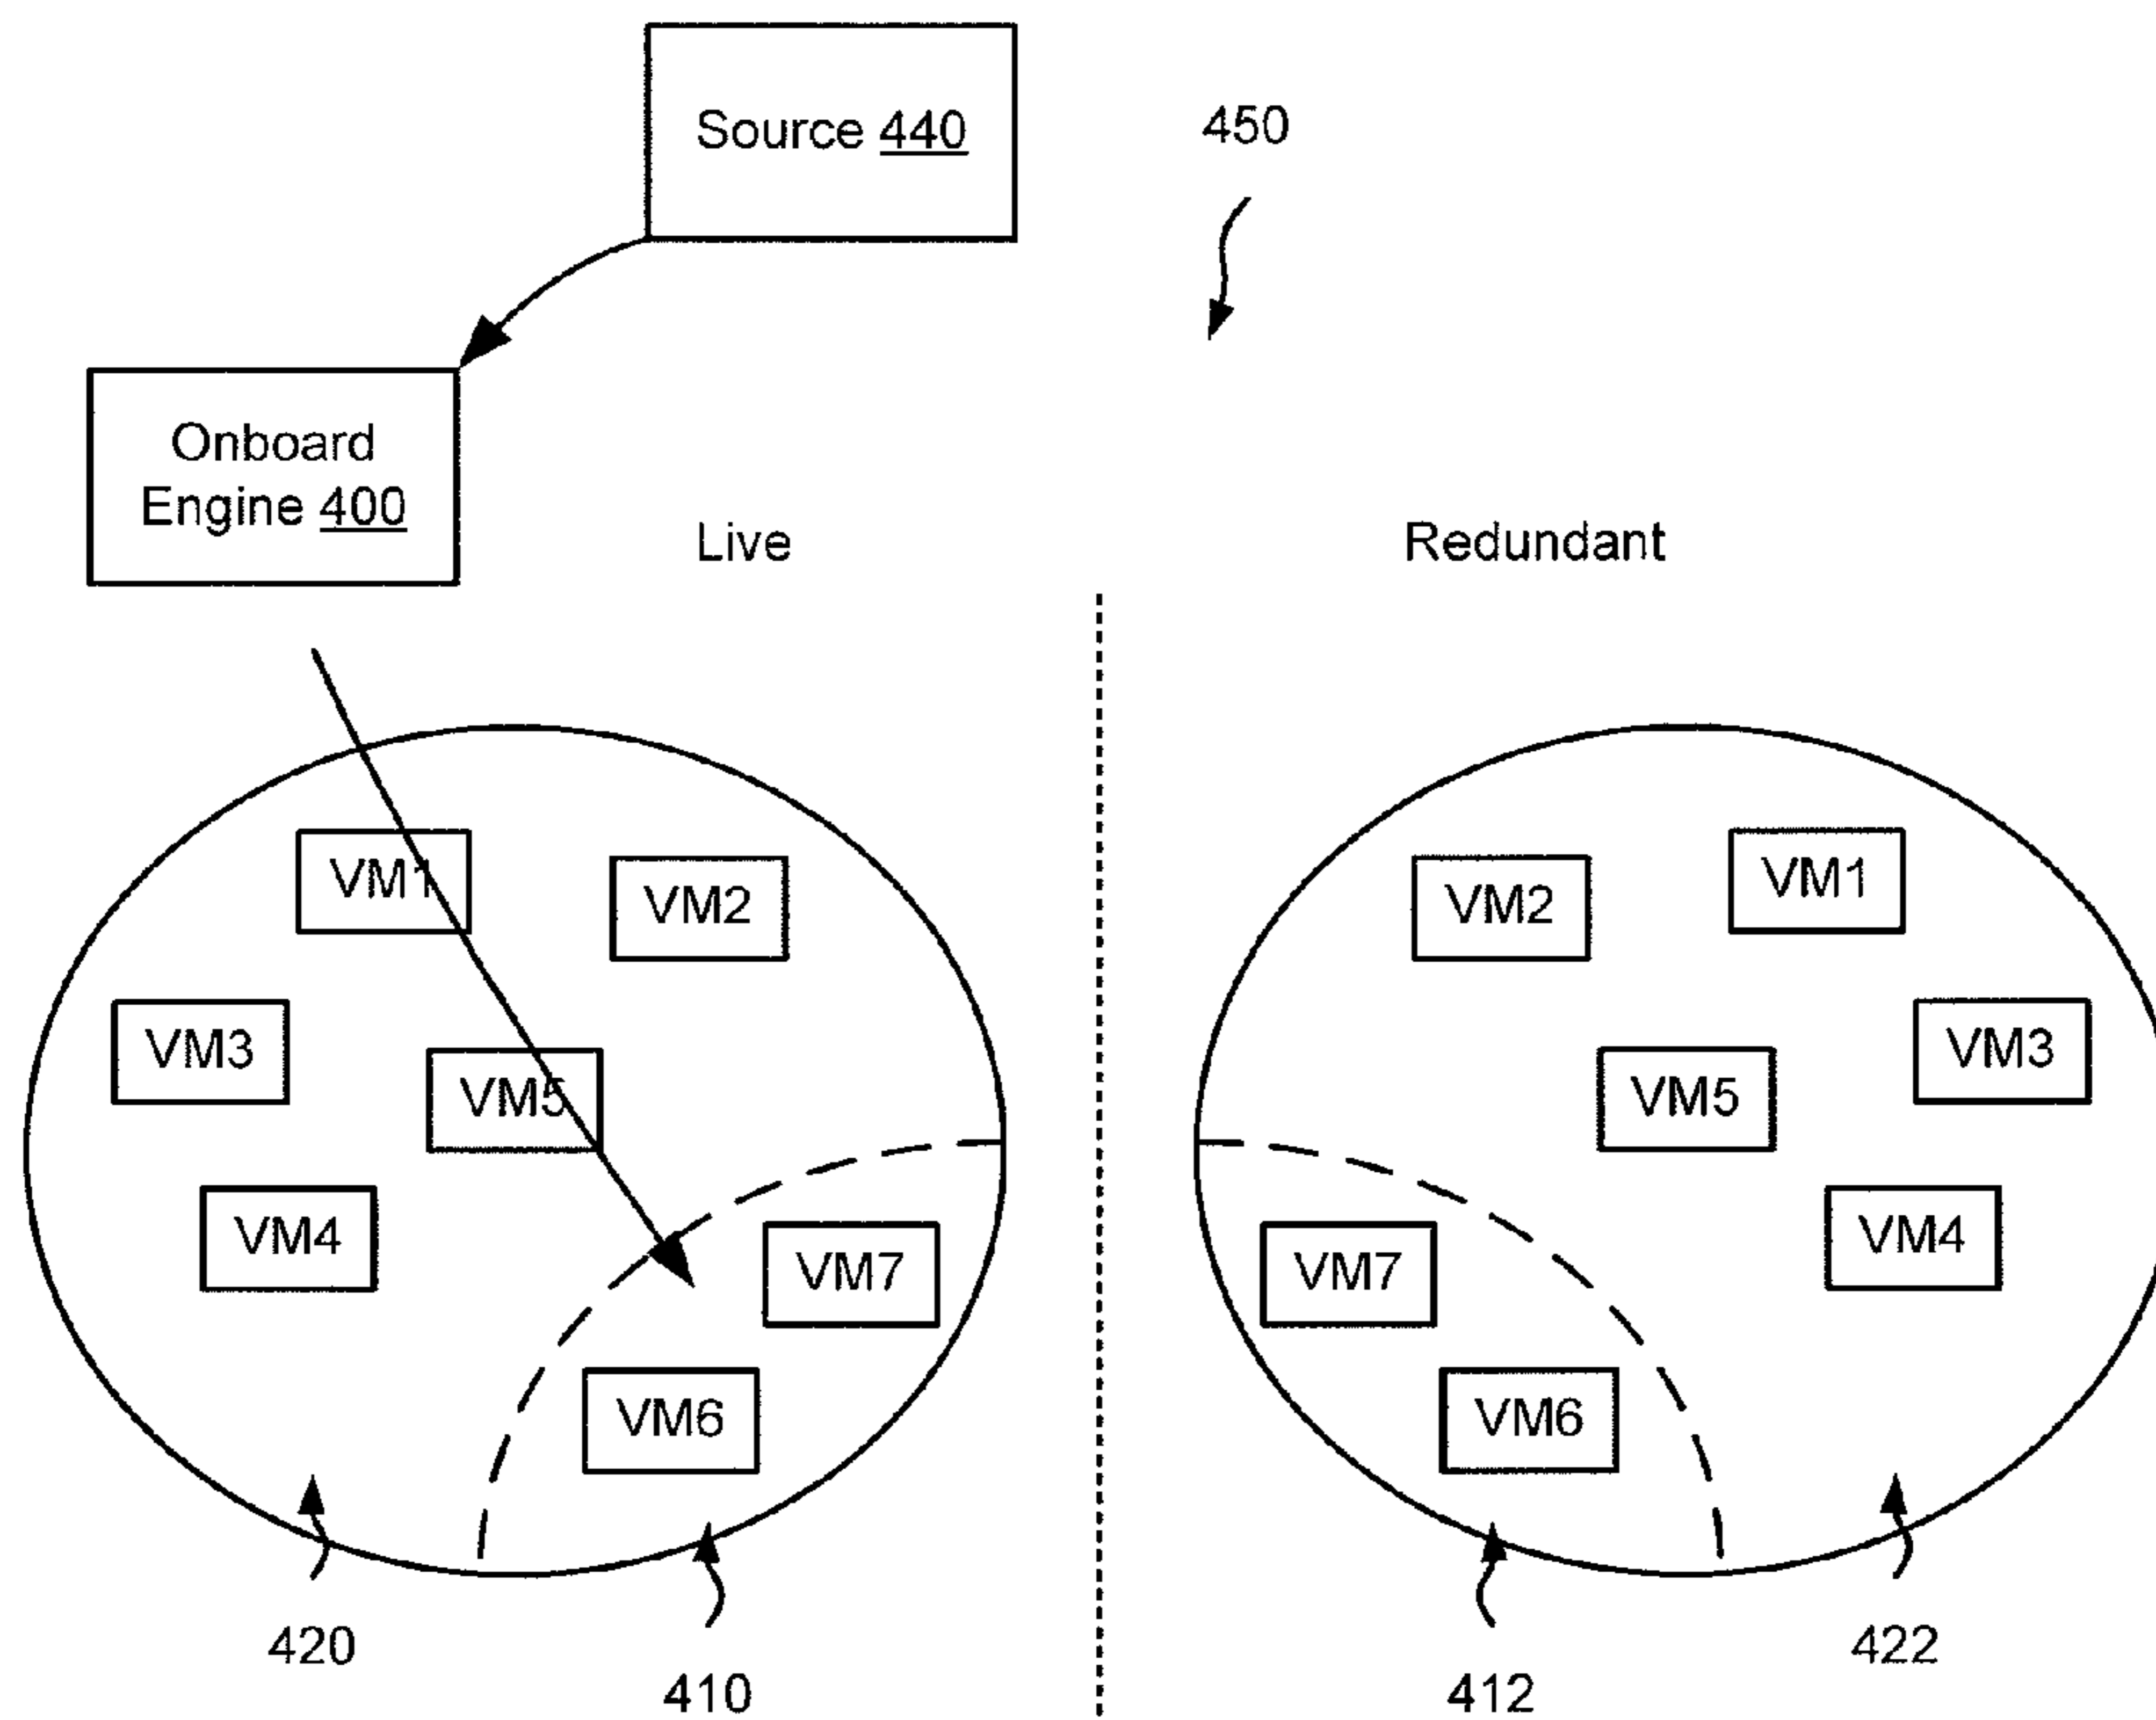 Source 440
450
Onboard
Engine 400
Live
Redundant
VM1
VM2
VM3
VM5
VM4
VM7
VM6
420
410
VM2
VM1
VM3
VM5
VM4
VM7
VM6
412
422